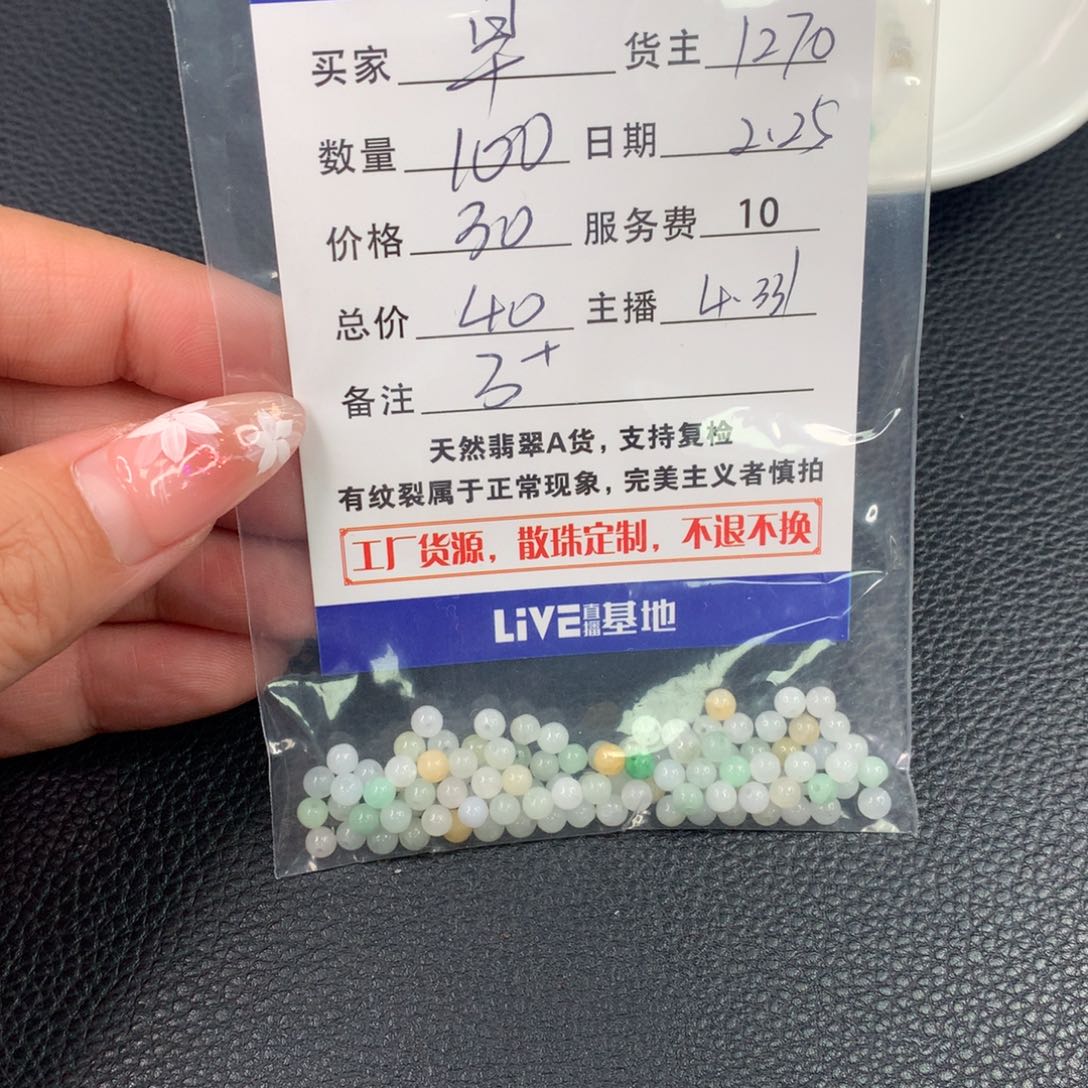 买家 货主 1270
数量 100 日期 2.25
价格 30 服务费 10
总价 40 主播 4.331
备注 3+
天然翡翠A货，支持复检
有纹裂属于正常现象，完美主义者慎拍
工厂货源，散珠定制，不退不换
LiVE直播基地